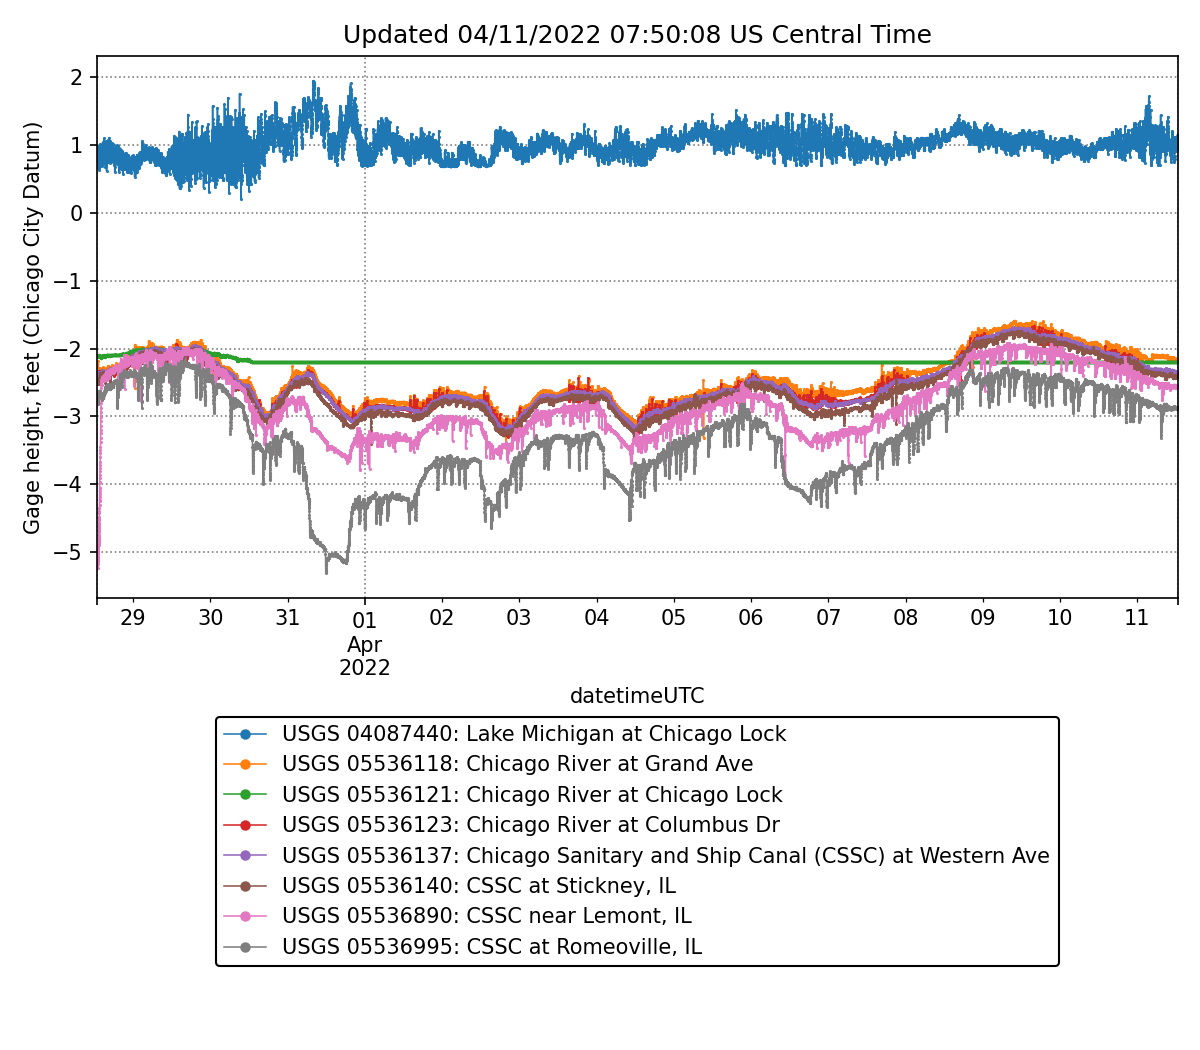 Updated 04/11/2022 07:50:08 US Central Time
Gage height, feet (Chicago City Datum)
2
1
0
−1
−2
−3
−4
−5
29 30 31 01 02 03 04 05 06 07 08 09 10 11
Apr
2022
datetimeUTC
USGS 04087440: Lake Michigan at Chicago Lock
USGS 05536118: Chicago River at Grand Ave
USGS 05536121: Chicago River at Chicago Lock
USGS 05536123: Chicago River at Columbus Dr
USGS 05536137: Chicago Sanitary and Ship Canal (CSSC) at Western Ave
USGS 05536140: CSSC at Stickney, IL
USGS 05536890: CSSC near Lemont, IL
USGS 05536995: CSSC at Romeoville, IL